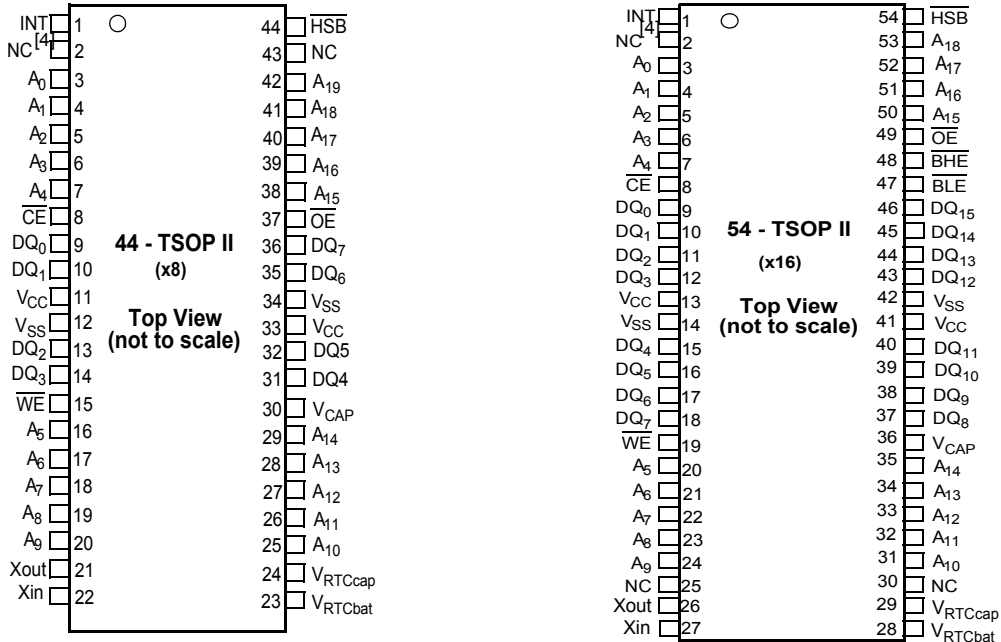 INT 1 44 H̅S̅B̅
NC [4] 2 43 NC
A0 3 42 A19
A1 4 41 A18
A2 5 40 A17
A3 6 39 A16
A4 7 38 A15
C̅E̅ 8 37 O̅E̅
DQ0 9 36 DQ7
DQ1 10 35 DQ6
VCC 11 34 VSS
VSS 12 33 VCC
DQ2 13 32 DQ5
DQ3 14 31 DQ4
W̅E̅ 15 30 VCAP
A5 16 29 A14
A6 17 28 A13
A7 18 27 A12
A8 19 26 A11
A9 20 25 A10
Xout 21 24 VRTCcap
Xin 22 23 VRTCbat
44 - TSOP II
(x8)
Top View
(not to scale)
INT 1 54 H̅S̅B̅
NC [4] 2 53 A18
A0 3 52 A17
A1 4 51 A16
A2 5 50 A15
A3 6 49 O̅E̅
A4 7 48 B̅H̅E̅
C̅E̅ 8 47 B̅L̅E̅
DQ0 9 46 DQ15
DQ1 10 45 DQ14
DQ2 11 44 DQ13
DQ3 12 43 DQ12
VCC 13 42 VSS
VSS 14 41 VCC
DQ4 15 40 DQ11
DQ5 16 39 DQ10
DQ6 17 38 DQ9
DQ7 18 37 DQ8
W̅E̅ 19 36 VCAP
A5 20 35 A14
A6 21 34 A13
A7 22 33 A12
A8 23 32 A11
A9 24 31 A10
NC 25 30 NC
Xout 26 29 VRTCcap
Xin 27 28 VRTCbat
54 - TSOP II
(x16)
Top View
(not to scale)